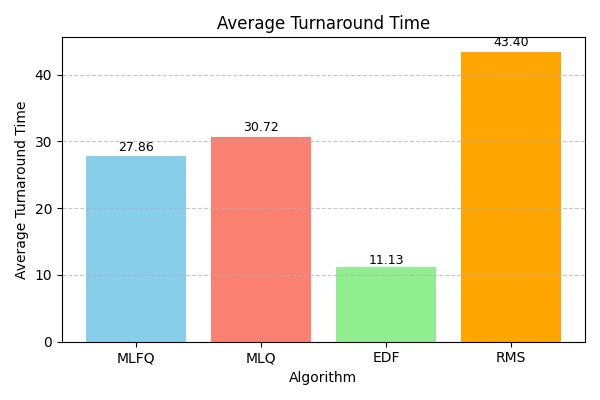 Average Turnaround Time
43.40
40
30.72
30
27.86
20
11.13
10
0
Average Turnaround Time
MLFQ MLQ EDF RMS
Algorithm